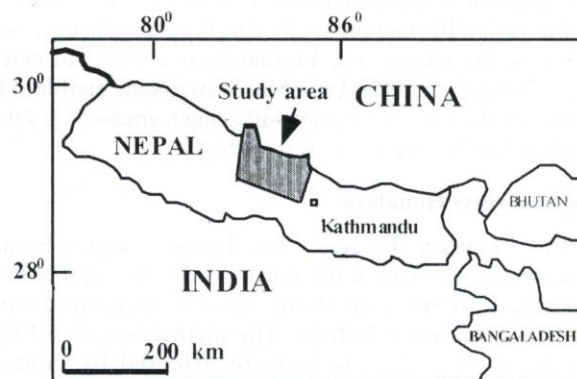 80⁰ 86⁰
30⁰
Study area
CHINA
NEPAL
BHUTAN
Kathmandu
28⁰
INDIA
BANGALADESH
0 200 km